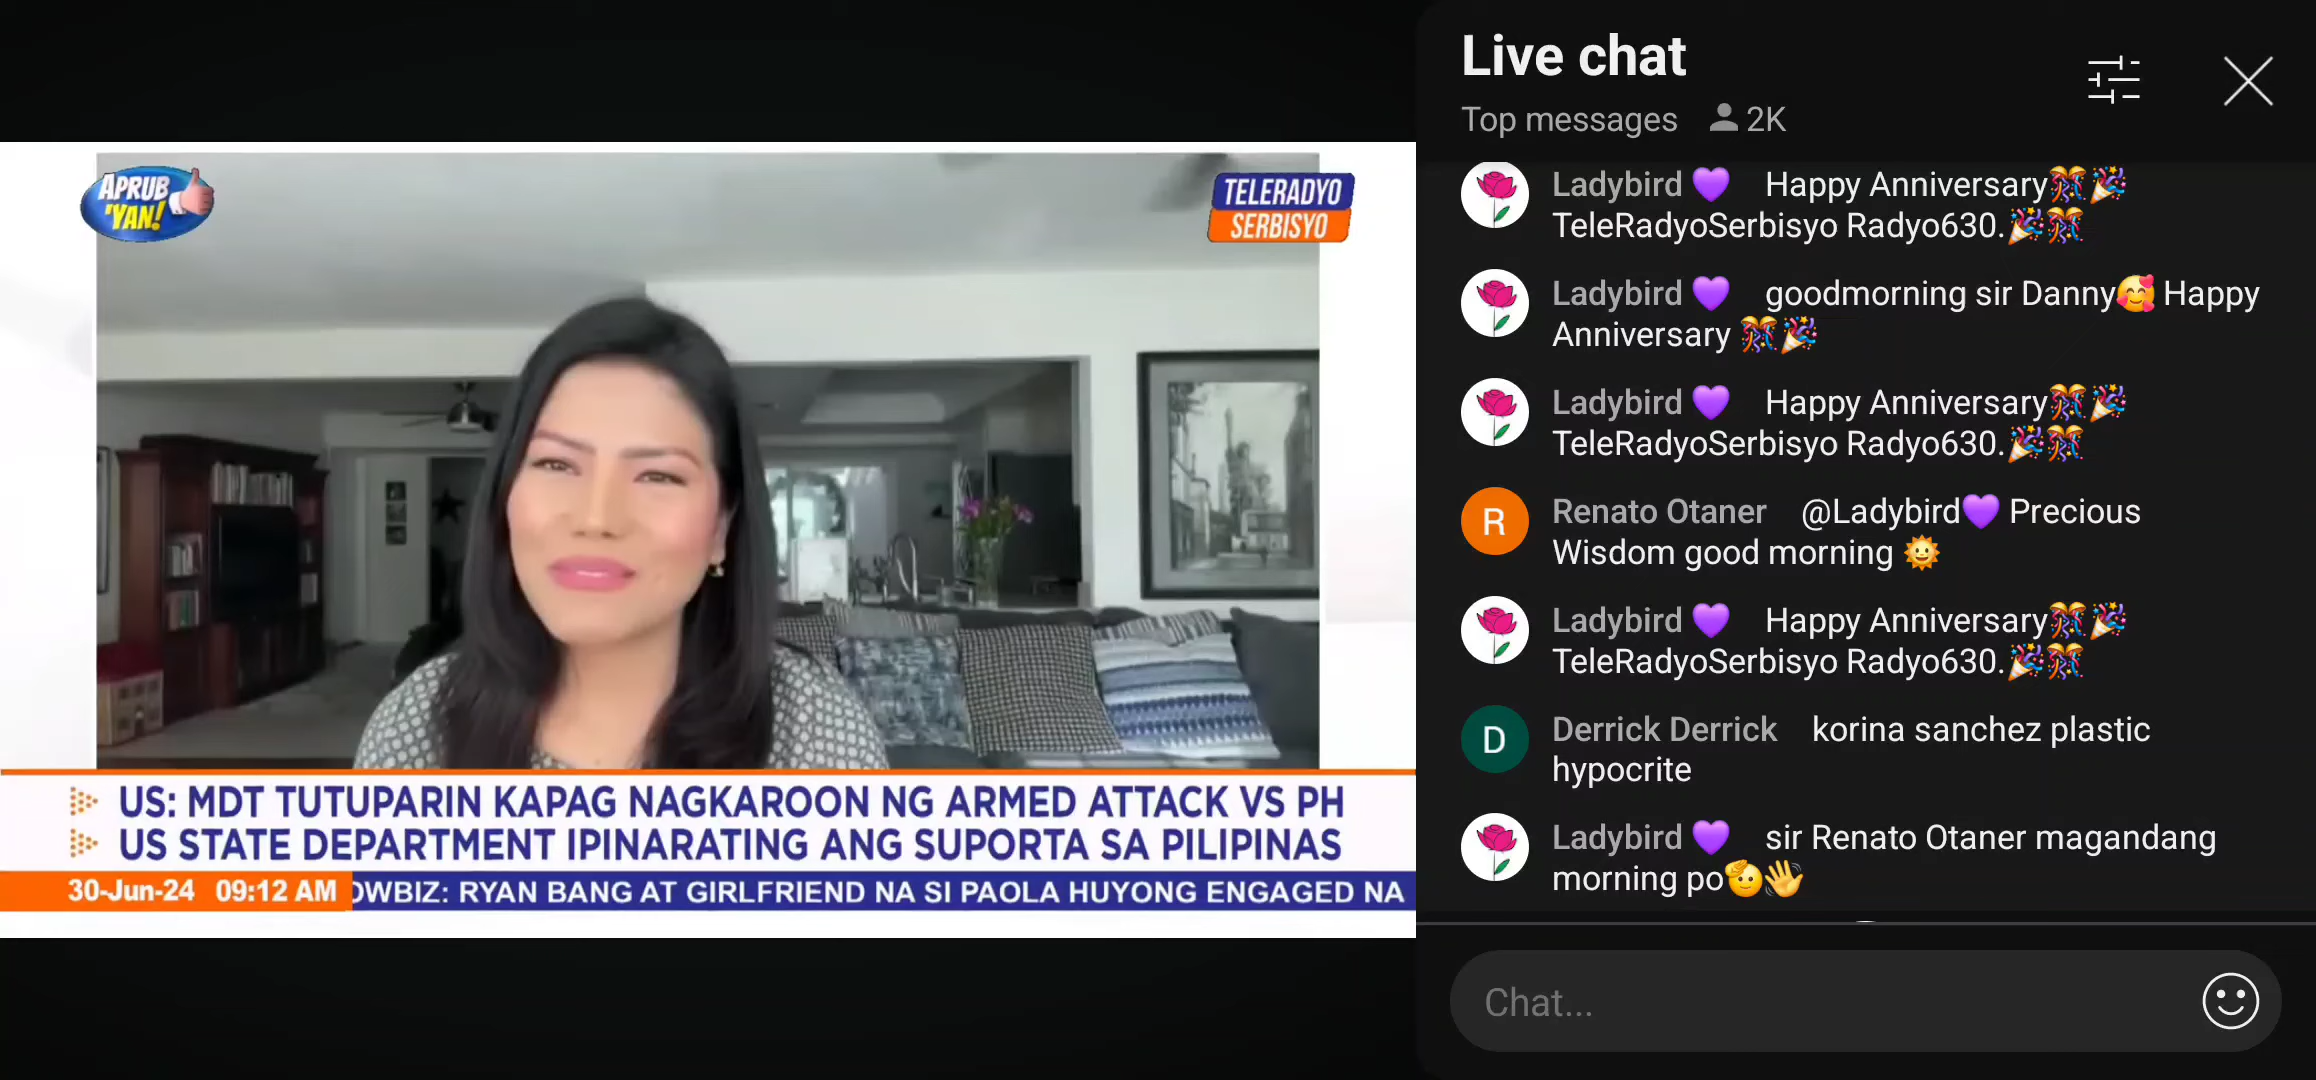 APRUB
'YAN!
TELERADYO
SERBISYO
US: MDT TUTUPARIN KAPAG NAGKAROON NG ARMED ATTACK VS PH
US STATE DEPARTMENT IPINARATING ANG SUPORTA SA PILIPINAS
30-Jun-24 09:12 AM OWBIZ: RYAN BANG AT GIRLFRIEND NA SI PAOLA HUYONG ENGAGED NA
Live chat
Top messages 2K
Ladybird 💜 Happy Anniversary🎊🎉
TeleRadyoSerbisyo Radyo630.🎉🎊
Ladybird 💜 goodmorning sir Danny🥰 Happy
Anniversary 🎊🎉
Ladybird 💜 Happy Anniversary🎊🎉
TeleRadyoSerbisyo Radyo630.🎉🎊
R Renato Otaner @Ladybird💜 Precious
Wisdom good morning 🌞
Ladybird 💜 Happy Anniversary🎊🎉
TeleRadyoSerbisyo Radyo630.🎉🎊
D Derrick Derrick korina sanchez plastic
hypocrite
Ladybird 💜 sir Renato Otaner magandang
morning po🫡👋
Chat...